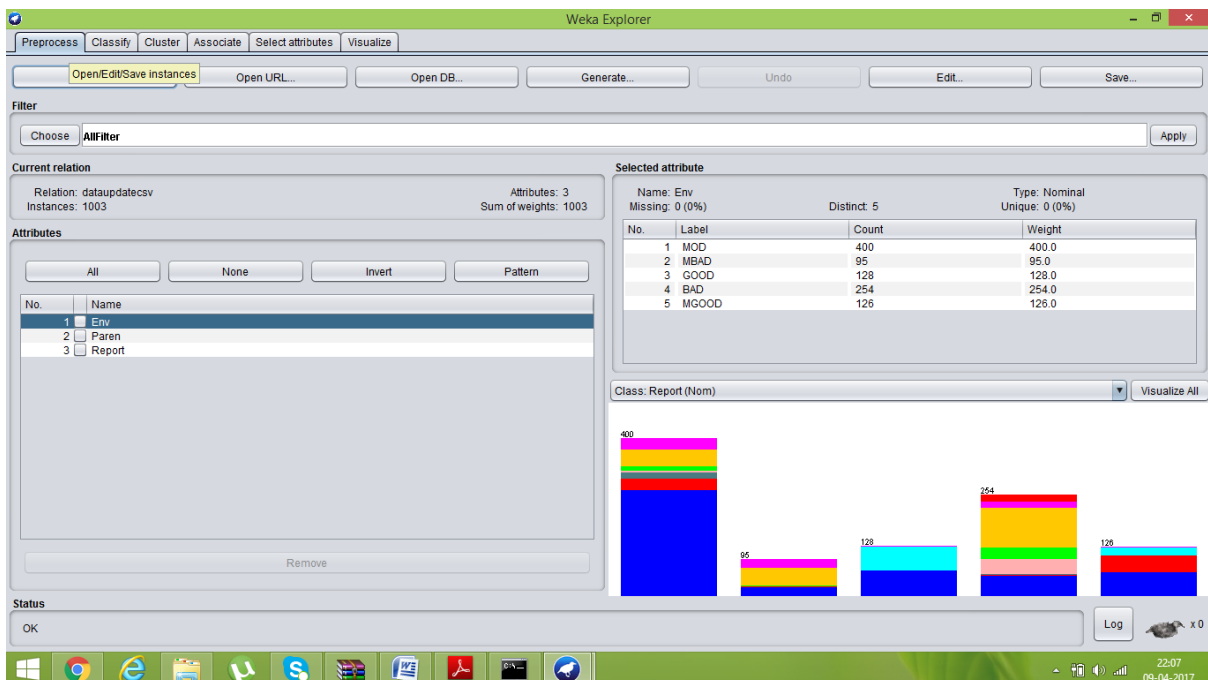 Weka Explorer
Preprocess Classify Cluster Associate Select attributes Visualize
Open/Edit/Save instances Open URL... Open DB... Generate... Undo Edit... Save...
Filter
Choose AllFilter Apply
Current relation
Relation: dataupdatecsv Attributes: 3
Instances: 1003 Sum of weights: 1003
Attributes
All None Invert Pattern
No. Name
1 Env
2 Paren
3 Report
Remove
Selected attribute
Name: Env Type: Nominal
Missing: 0 (0%) Distinct: 5 Unique: 0 (0%)
No. Label Count Weight
1 MOD 400 400.0
2 MBAD 95 95.0
3 GOOD 128 128.0
4 BAD 254 254.0
5 MGOOD 126 126.0
Class: Report (Nom) Visualize All
400
95
128
254
126
Status
OK
Log x 0
22:07
09-04-2017